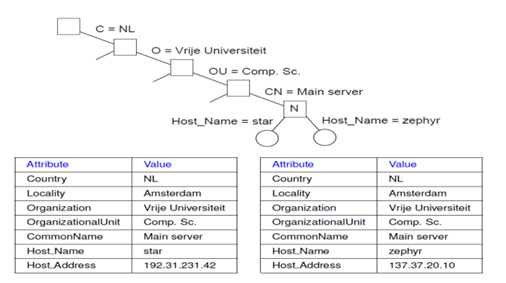 C = NL
O = Vrije Universiteit
OU = Comp. Sc.
CN = Main server
N
Host_Name = star
Host_Name = zephyr
Attribute Value
Country NL
Locality Amsterdam
Organization Vrije Universiteit
OrganizationalUnit Comp. Sc.
CommonName Main server
Host_Name star
Host_Address 192.31.231.42
Attribute Value
Country NL
Locality Amsterdam
Organization Vrije Universiteit
OrganizationalUnit Comp. Sc.
CommonName Main server
Host_Name zephyr
Host_Address 137.37.20.10